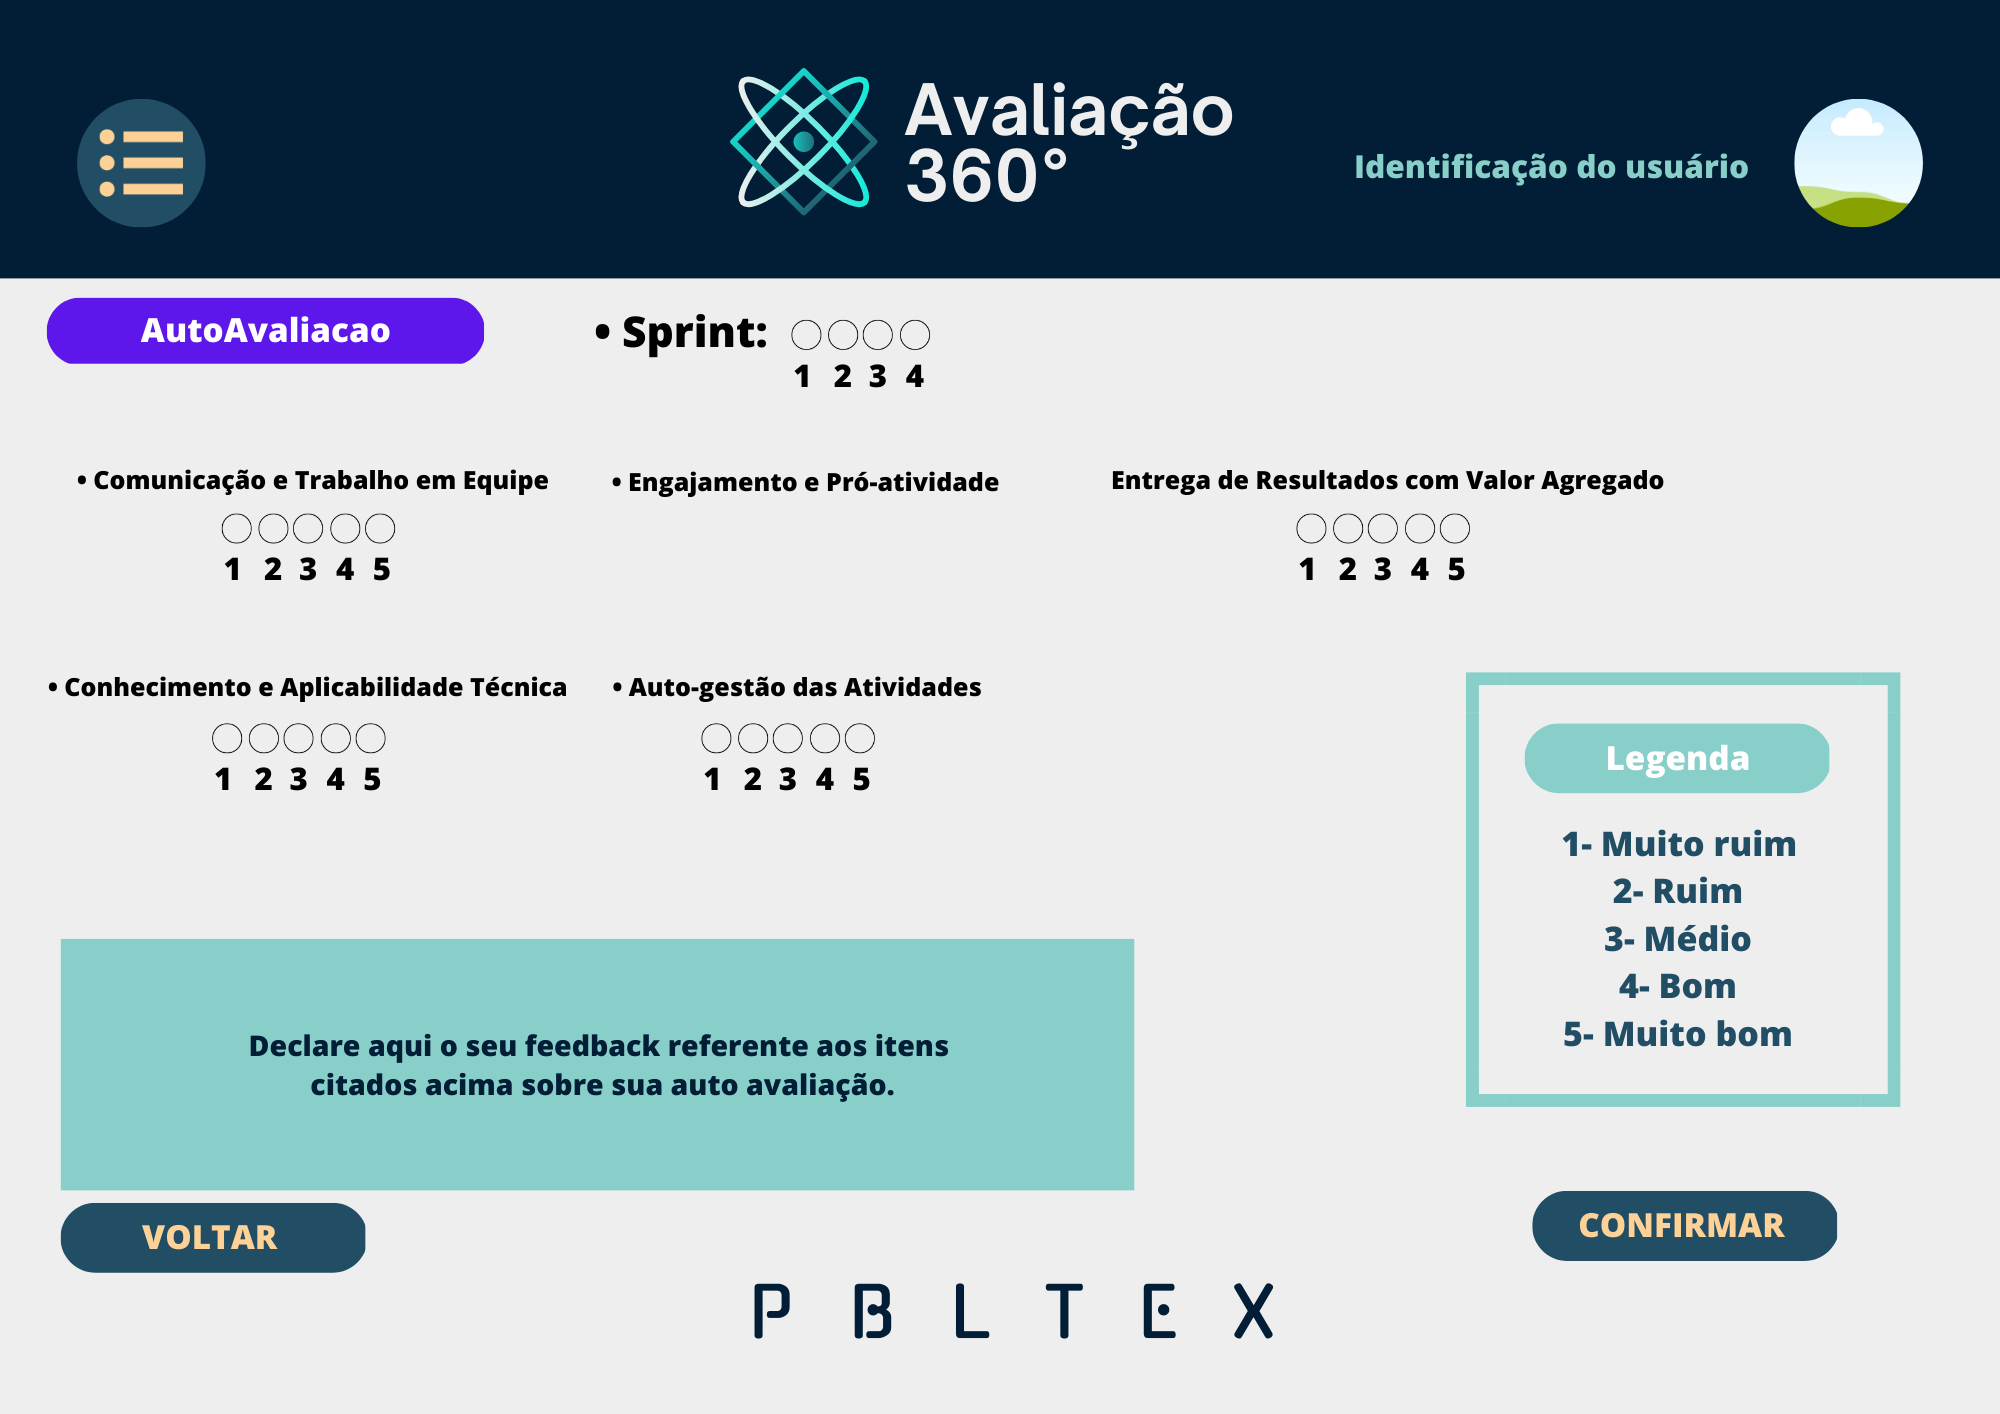 Avaliação
360°
Identificação do usuário
AutoAvaliacao
• Sprint:
1 2 3 4
• Comunicação e Trabalho em Equipe
1 2 3 4 5
• Engajamento e Pró-atividade
Entrega de Resultados com Valor Agregado
1 2 3 4 5
• Conhecimento e Aplicabilidade Técnica
1 2 3 4 5
• Auto-gestão das Atividades
1 2 3 4 5
Legenda
1- Muito ruim
2- Ruim
3- Médio
4- Bom
5- Muito bom
Declare aqui o seu feedback referente aos itens
citados acima sobre sua auto avaliação.
VOLTAR
CONFIRMAR
PBLTEX